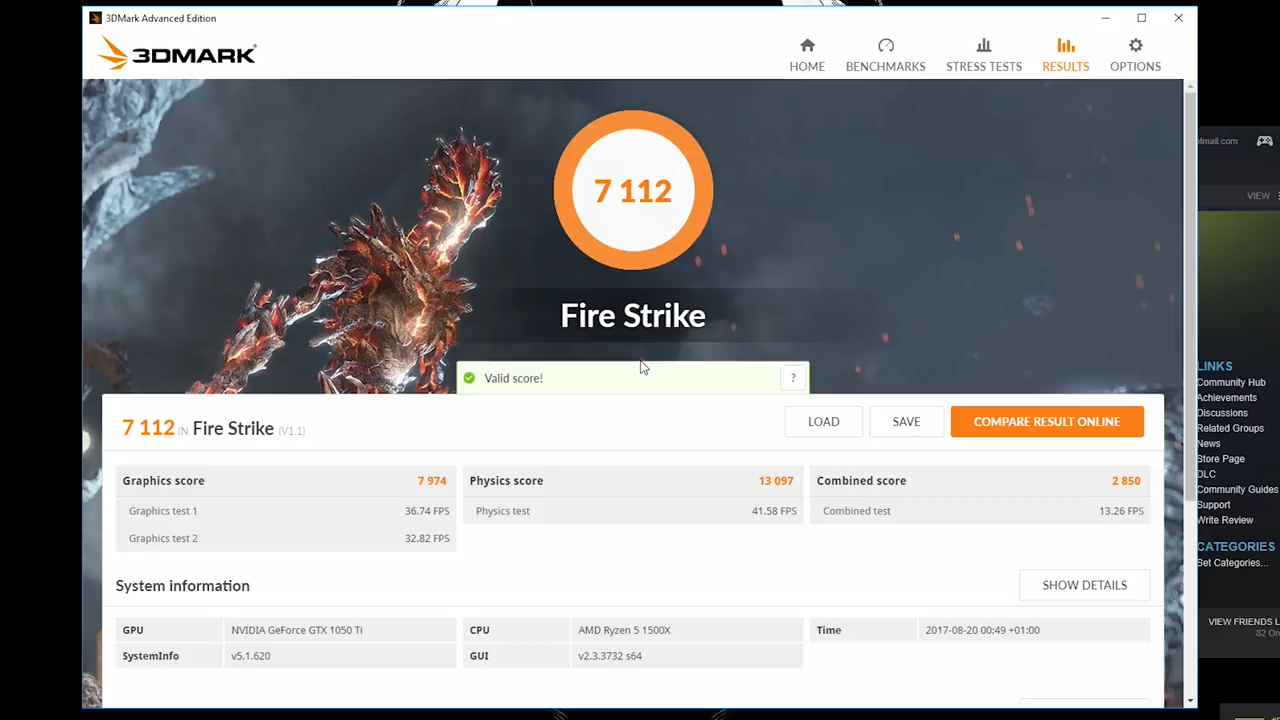 3DMark Advanced Edition
3DMARK
HOME
BENCHMARKS
STRESS TESTS
RESULTS
OPTIONS
7 112
Fire Strike
Valid score!
?
7 112 IN Fire Strike (V1.1)
LOAD
SAVE
COMPARE RESULT ONLINE
Graphics score 7 974
Graphics test 1 36.74 FPS
Graphics test 2 32.82 FPS
Physics score 13 097
Physics test 41.58 FPS
Combined score 2 850
Combined test 13.26 FPS
System information
SHOW DETAILS
GPU NVIDIA GeForce GTX 1050 Ti
CPU AMD Ryzen 5 1500X
Time 2017-08-20 00:49 +01:00
SystemInfo v5.1.620
GUI v2.3.3732 s64
tmail.com
VIEW
LINKS
Community Hub
Achievements
Discussions
Related Groups
News
Store Page
DLC
Community Guides
Support
Write Review
CATEGORIES
Set Categories...
VIEW FRIENDS L
82 On